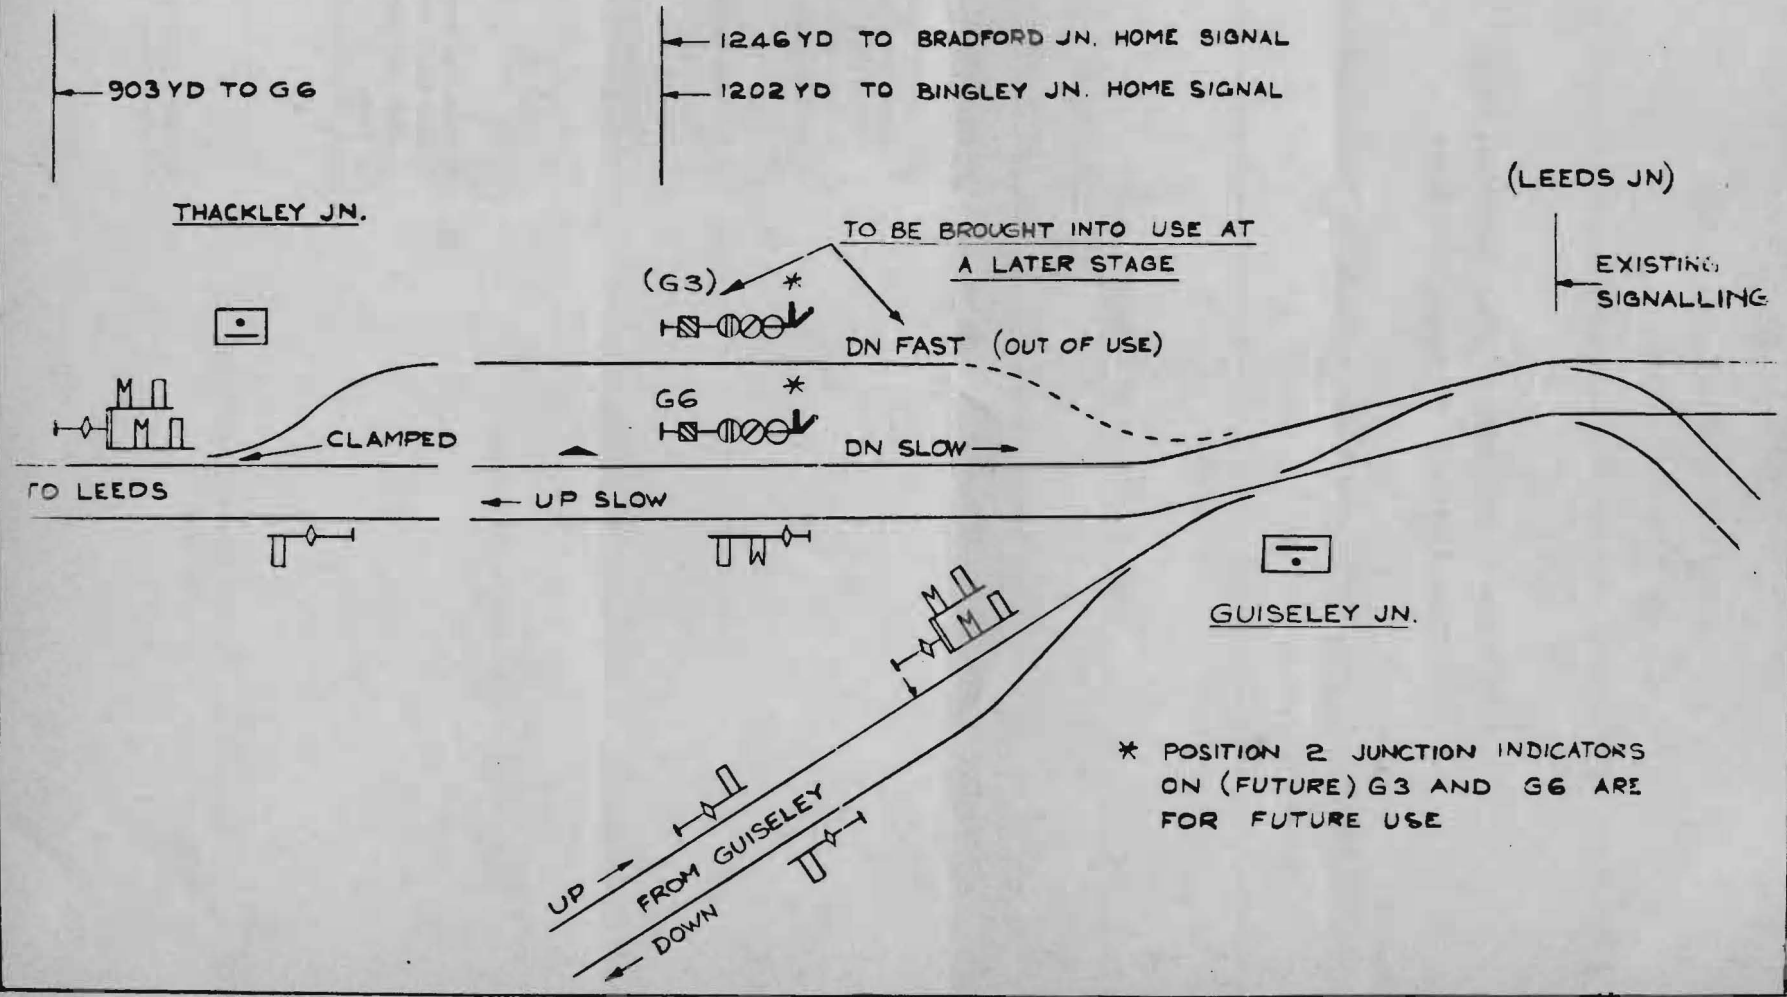 1246 YD TO BRADFORD JN. HOME SIGNAL
903 YD TO G6
1202 YD TO BINGLEY JN. HOME SIGNAL
(LEEDS JN)
THACKLEY JN.
TO BE BROUGHT INTO USE AT
A LATER STAGE
EXISTING
SIGNALLING
(G3)
*
DN FAST (OUT OF USE)
M
M
G6
*
CLAMPED
DN SLOW
TO LEEDS
UP SLOW
M
M
GUISELEY JN.
* POSITION 2 JUNCTION INDICATORS
ON (FUTURE) G3 AND G6 ARE
FOR FUTURE USE
UP
FROM GUISELEY
DOWN